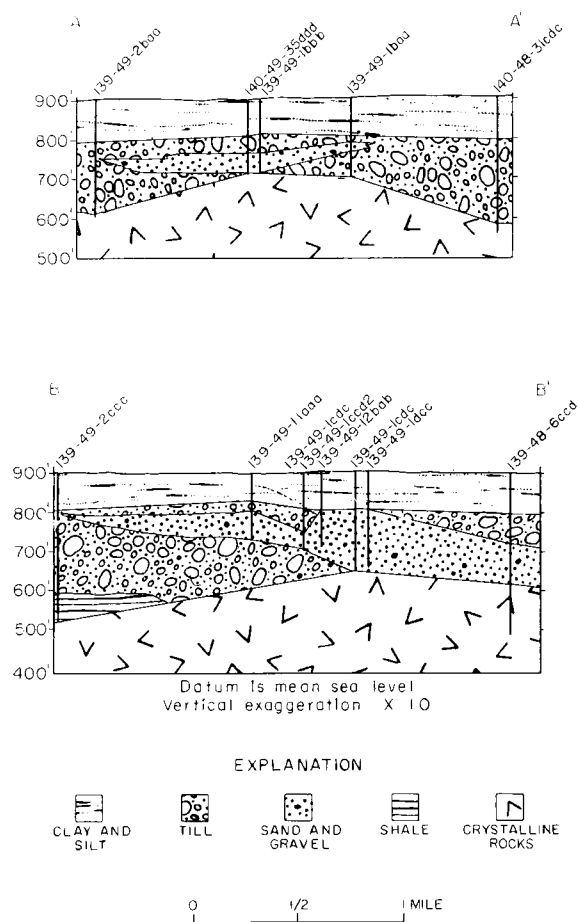 A A'
139-49-2baa
140-49-35ddd
139-49-1bbb
139-49-1baa
140-48-31cdc
900'
800'
700'
600'
500'
B B'
139-49-2ccc
139-49-11aaa
139-49-1cdc
139-49-1ccd2
139-49-12bab
139-49-1cdc
139-49-1dcc
139-48-6ccd
900'
800'
700'
600'
500'
400'
Datum is mean sea level
Vertical exaggeration X 10
EXPLANATION
CLAY AND SILT
TILL
SAND AND GRAVEL
SHALE
CRYSTALLINE ROCKS
0 1/2 1 MILE